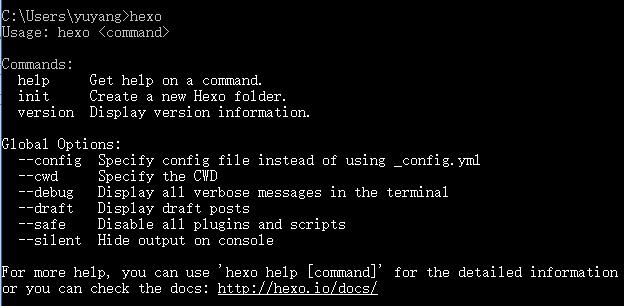 C:\Users\yuyang>hexo
Usage: hexo <command>
Commands:
help Get help on a command.
init Create a new Hexo folder.
version Display version information.
Global Options:
--config Specify config file instead of using _config.yml
--cwd Specify the CWD
--debug Display all verbose messages in the terminal
--draft Display draft posts
--safe Disable all plugins and scripts
--silent Hide output on console
For more help, you can use 'hexo help [command]' for the detailed information
or you can check the docs: http://hexo.io/docs/